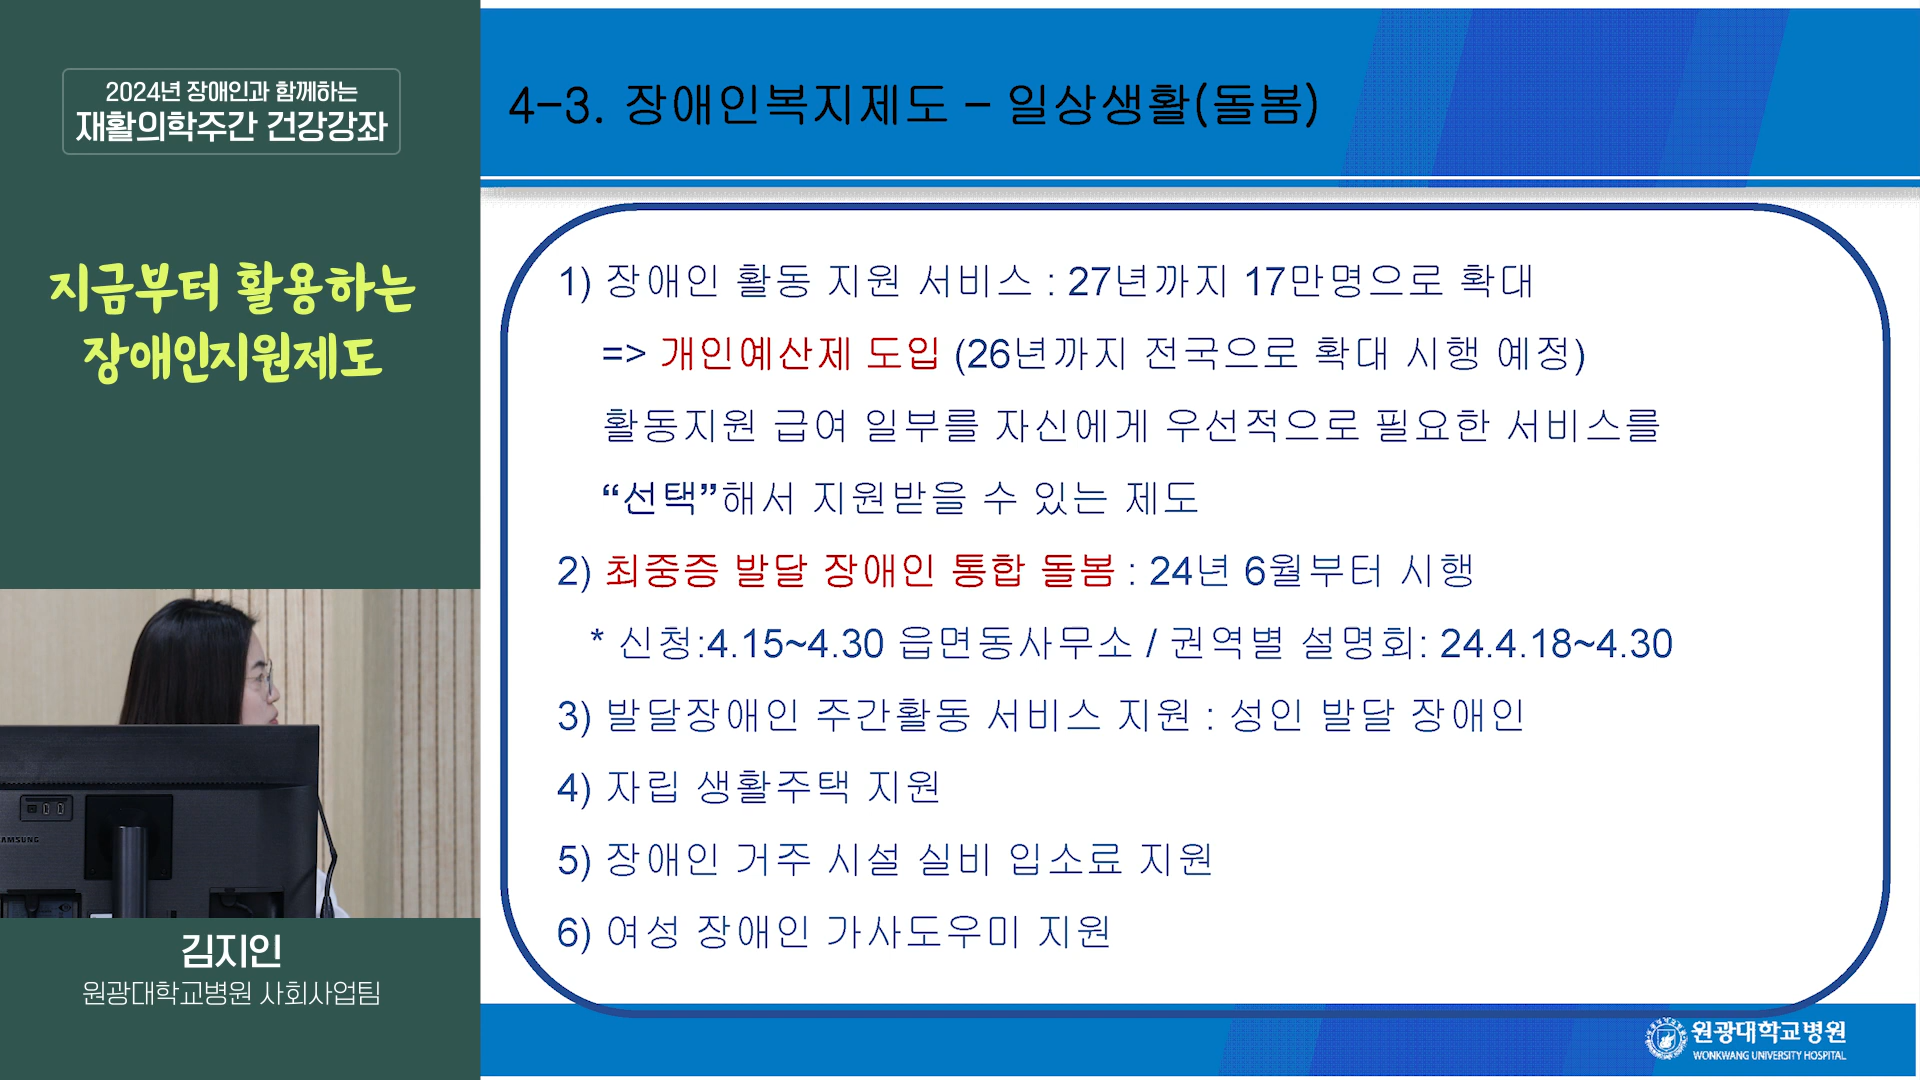 2024년 장애인과 함께하는
재활의학주간 건강강좌
지금부터 활용하는
장애인지원제도
SAMSUNG
김지인
원광대학교병원 사회사업팀
4-3. 장애인복지제도 – 일상생활(돌봄)
1) 장애인 활동 지원 서비스 : 27년까지 17만명으로 확대
=> 개인예산제 도입 (26년까지 전국으로 확대 시행 예정)
활동지원 급여 일부를 자신에게 우선적으로 필요한 서비스를
“선택”해서 지원받을 수 있는 제도
2) 최중증 발달 장애인 통합 돌봄 : 24년 6월부터 시행
* 신청:4.15~4.30 읍면동사무소 / 권역별 설명회: 24.4.18~4.30
3) 발달장애인 주간활동 서비스 지원 : 성인 발달 장애인
4) 자립 생활주택 지원
5) 장애인 거주 시설 실비 입소료 지원
6) 여성 장애인 가사도우미 지원
원광대학교병원
WONKWANG UNIVERSITY HOSPITAL